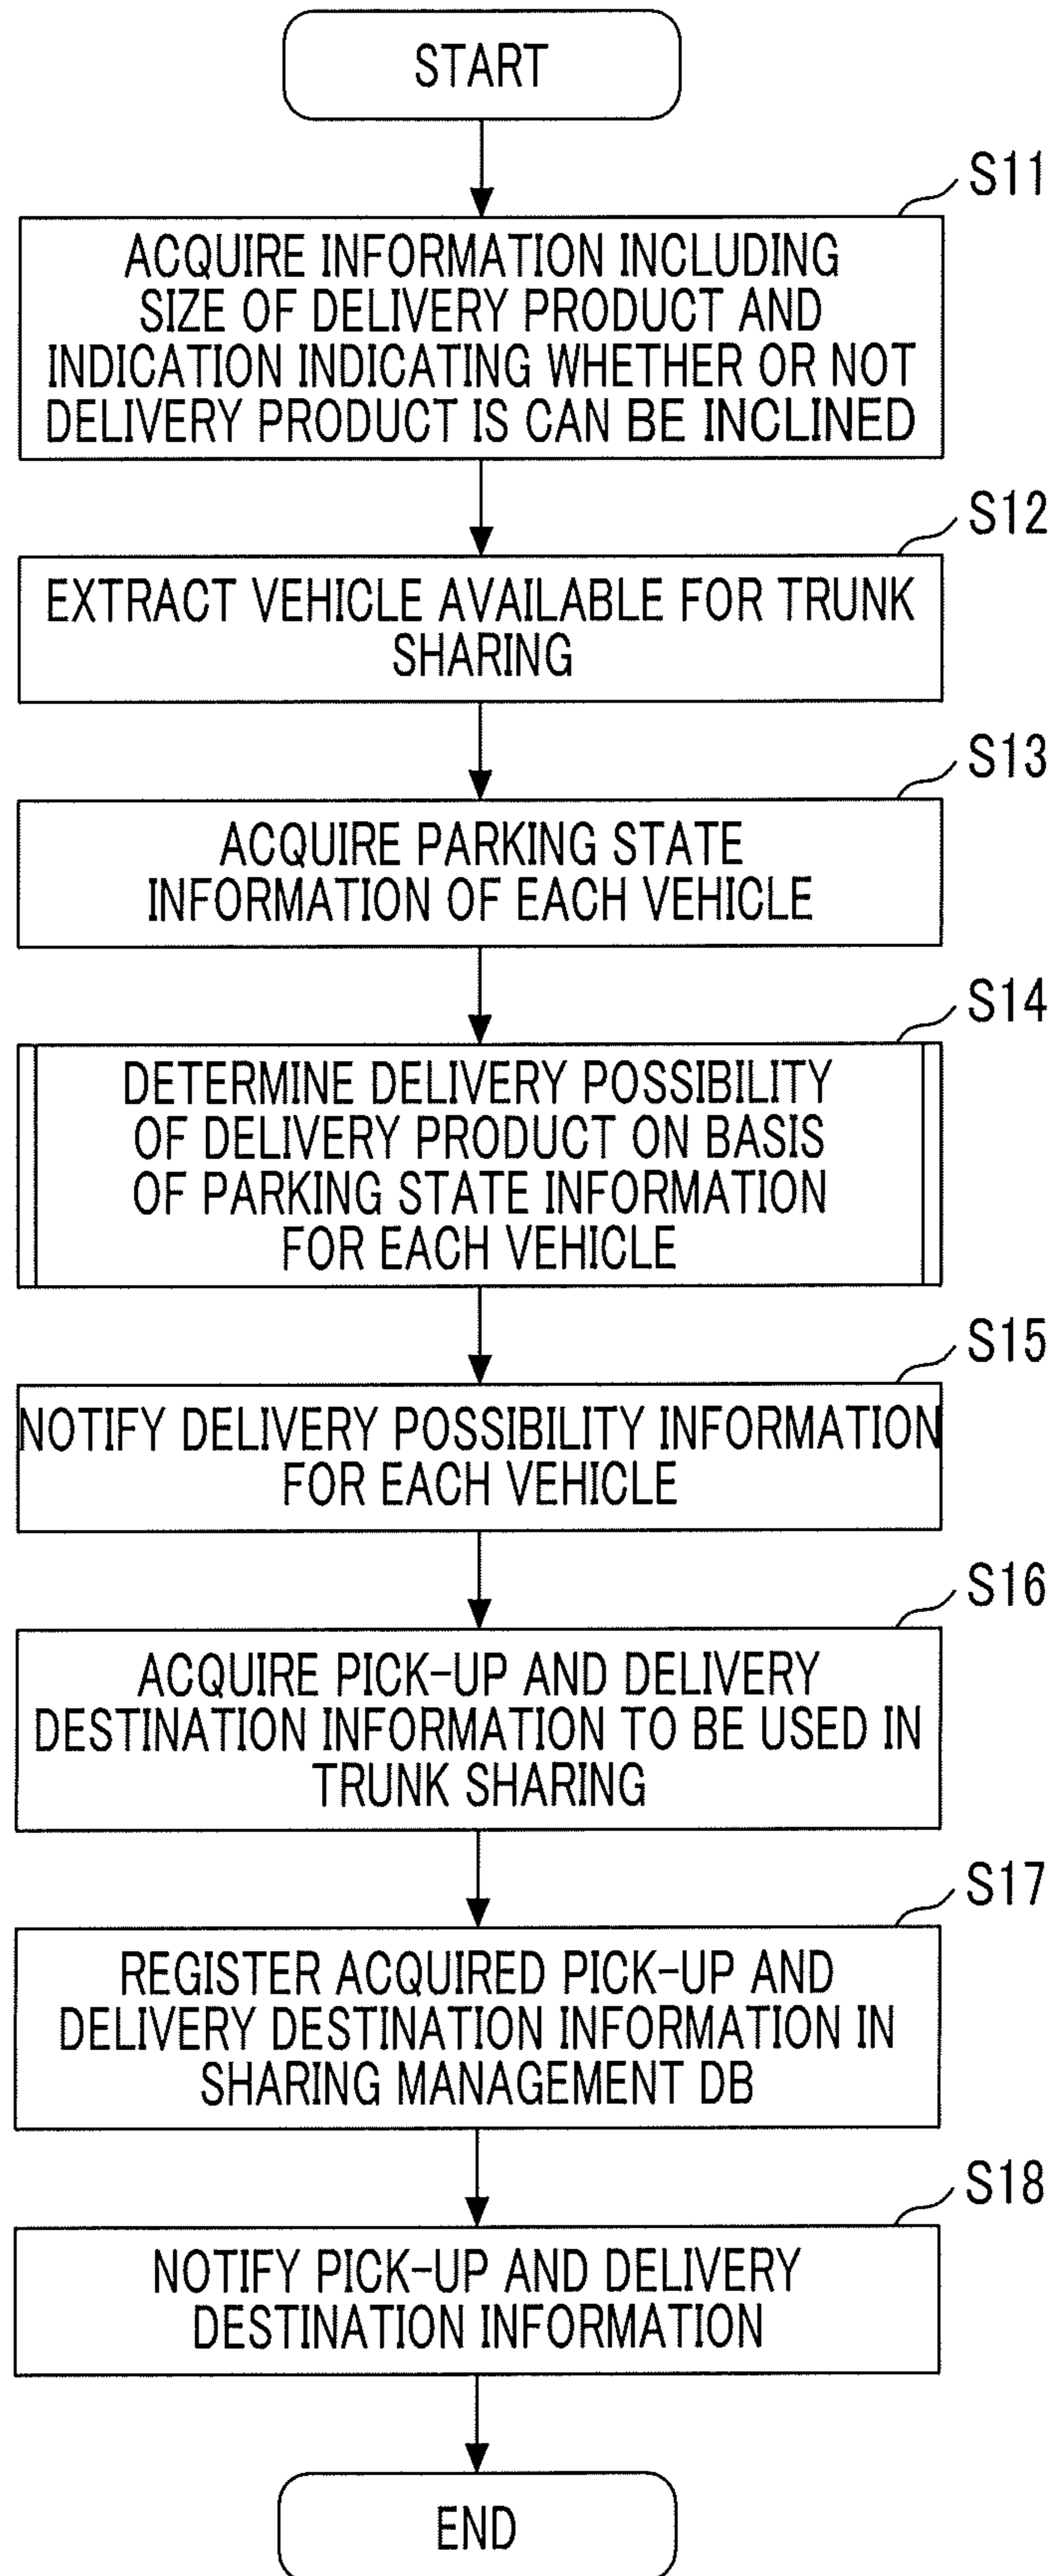 START
S11
ACQUIRE INFORMATION INCLUDING
SIZE OF DELIVERY PRODUCT AND
INDICATION INDICATING WHETHER OR NOT
DELIVERY PRODUCT IS CAN BE INCLINED
S12
EXTRACT VEHICLE AVAILABLE FOR TRUNK
SHARING
S13
ACQUIRE PARKING STATE
INFORMATION OF EACH VEHICLE
S14
DETERMINE DELIVERY POSSIBILITY
OF DELIVERY PRODUCT ON BASIS
OF PARKING STATE INFORMATION
FOR EACH VEHICLE
S15
NOTIFY DELIVERY POSSIBILITY INFORMATION
FOR EACH VEHICLE
S16
ACQUIRE PICK-UP AND DELIVERY
DESTINATION INFORMATION TO BE USED IN
TRUNK SHARING
S17
REGISTER ACQUIRED PICK-UP AND
DELIVERY DESTINATION INFORMATION IN
SHARING MANAGEMENT DB
S18
NOTIFY PICK-UP AND DELIVERY
DESTINATION INFORMATION
END